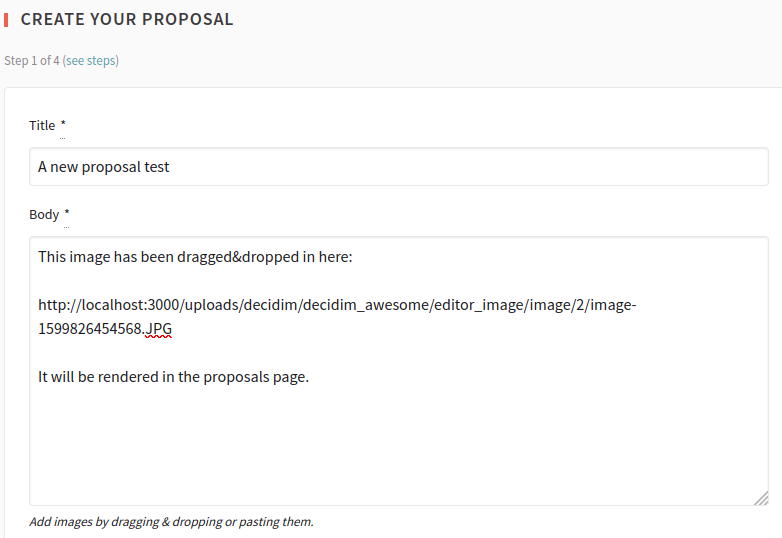 CREATE YOUR PROPOSAL
Step 1 of 4 (see steps)
Title *
A new proposal test
Body *
This image has been dragged&dropped in here:
http://localhost:3000/uploads/decidim/decidim_awesome/editor_image/image/2/image-
1599826454568.JPG
It will be rendered in the proposals page.
Add images by dragging & dropping or pasting them.